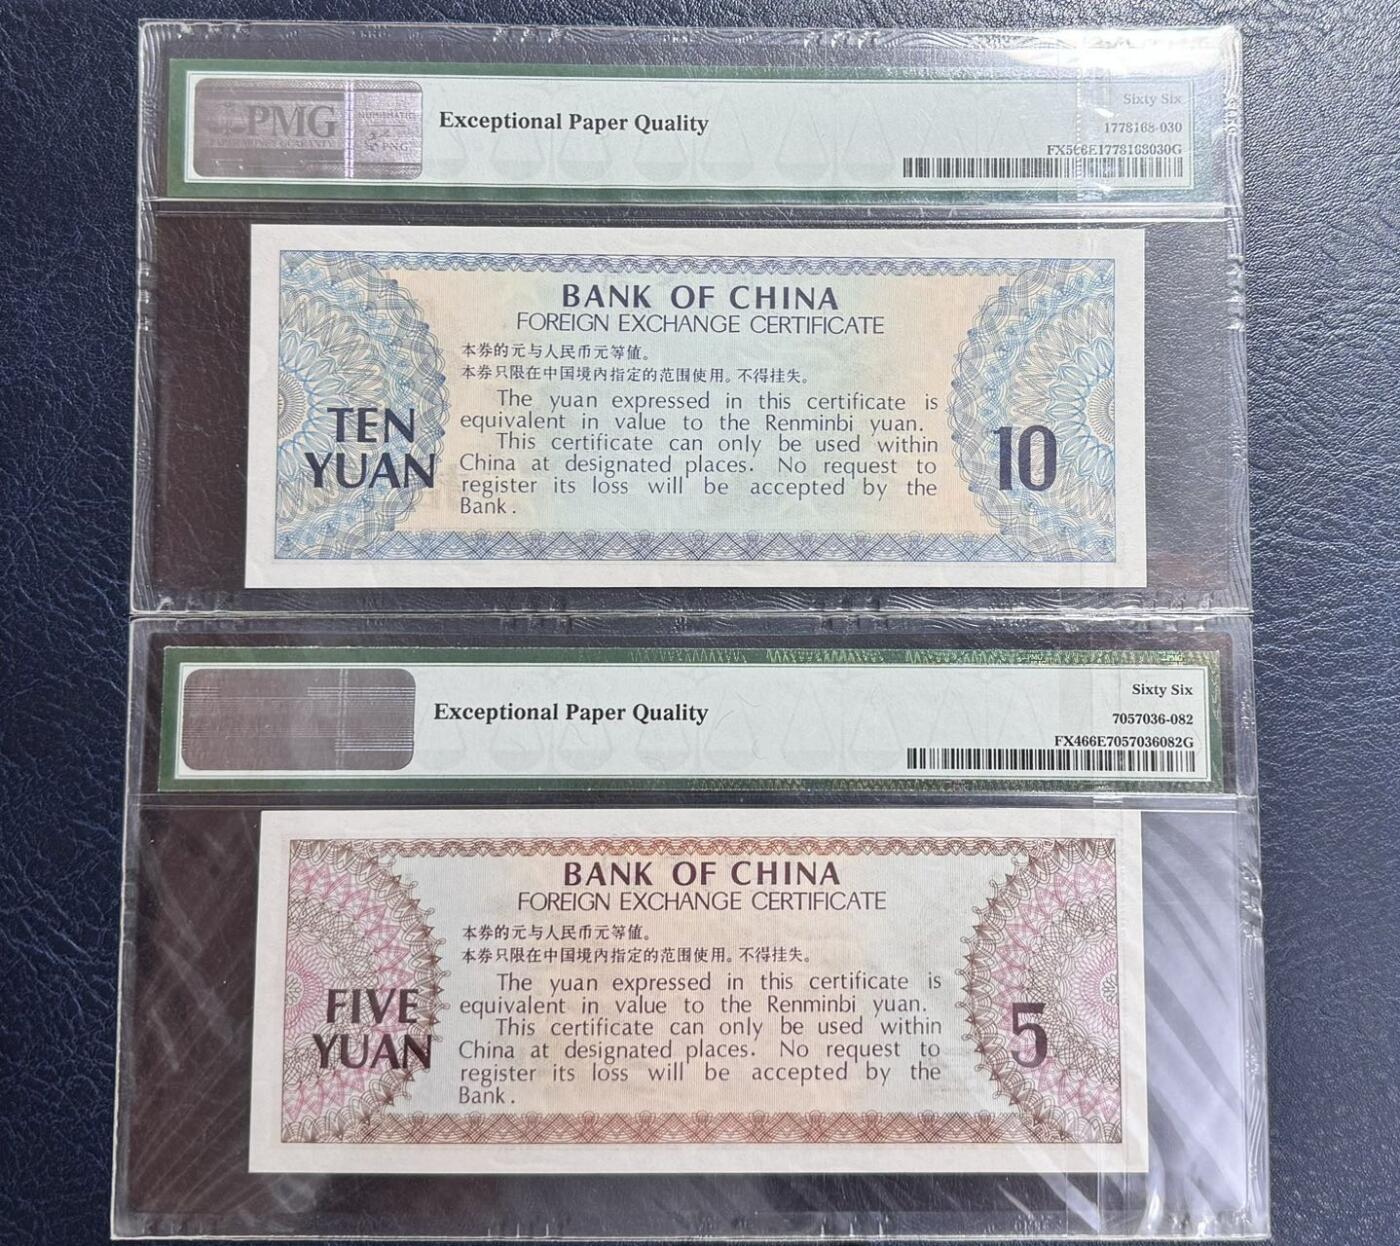 PMG
NUMISMATIC
Exceptional Paper Quality
Sixty Six
1778168-030
FX566E1778168030G
BANK OF CHINA
FOREIGN EXCHANGE CERTIFICATE
本券的元与人民币元等值。
本券只限在中国境内指定的范围使用。不得挂失。
The yuan expressed in this certificate is
equivalent in value to the Renminbi yuan.
This certificate can only be used within
China at designated places. No request to
register its loss will be accepted by the
Bank.
TEN
YUAN
10
Exceptional Paper Quality
Sixty Six
7057036-082
FX466E7057036082G
BANK OF CHINA
FOREIGN EXCHANGE CERTIFICATE
本券的元与人民币元等值。
本券只限在中国境内指定的范围使用。不得挂失。
The yuan expressed in this certificate is
equivalent in value to the Renminbi yuan.
This certificate can only be used within
China at designated places. No request to
register its loss will be accepted by the
Bank.
FIVE
YUAN
5